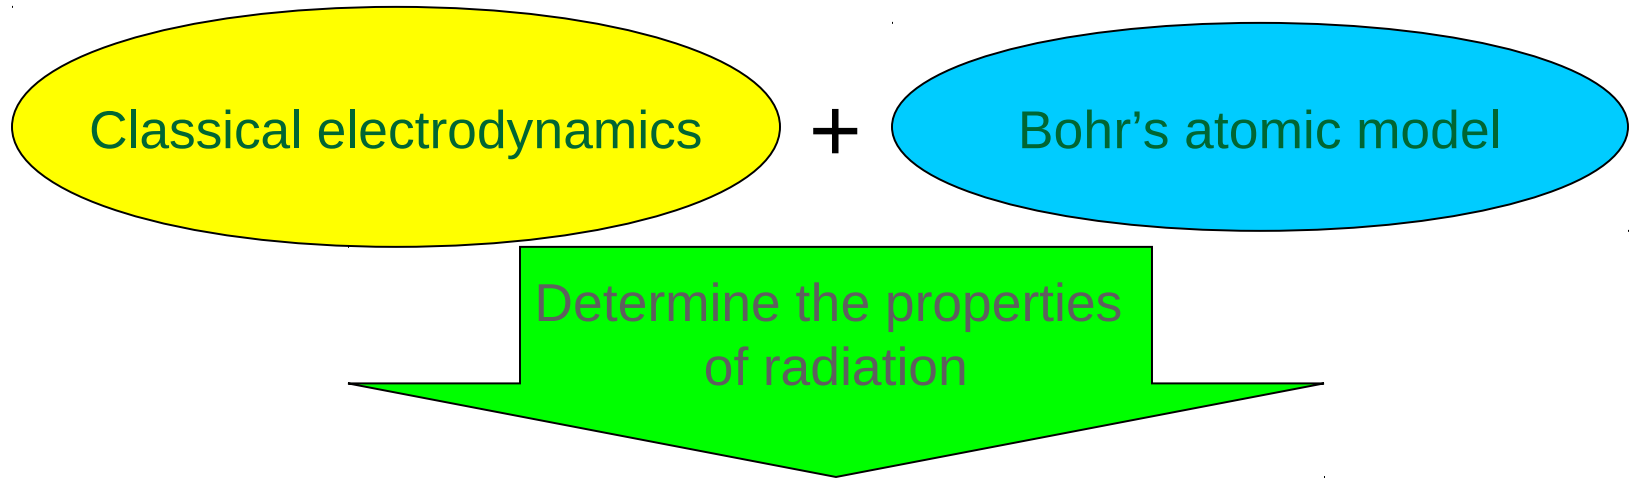 Classical electrodynamics + Bohr’s atomic model
Determine the properties
of radiation